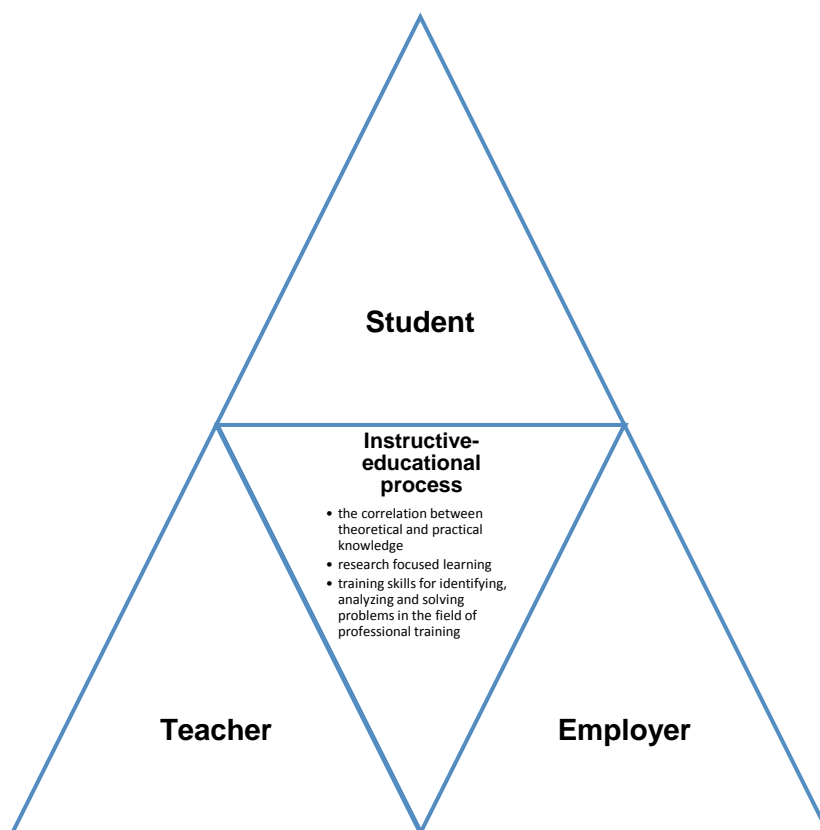 Student
Instructive-
educational
process
• the correlation between
theoretical and practical
knowledge
• research focused learning
• training skills for identifying,
analyzing and solving
problems in the field of
professional training
Teacher
Employer